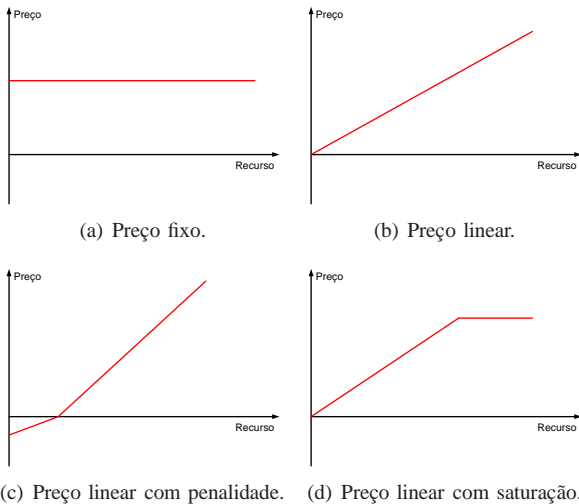 Preço
Recurso
(a) Preço fixo.
Preço
Recurso
(b) Preço linear.
Preço
Recurso
(c) Preço linear com penalidade.
Preço
Recurso
(d) Preço linear com saturação.